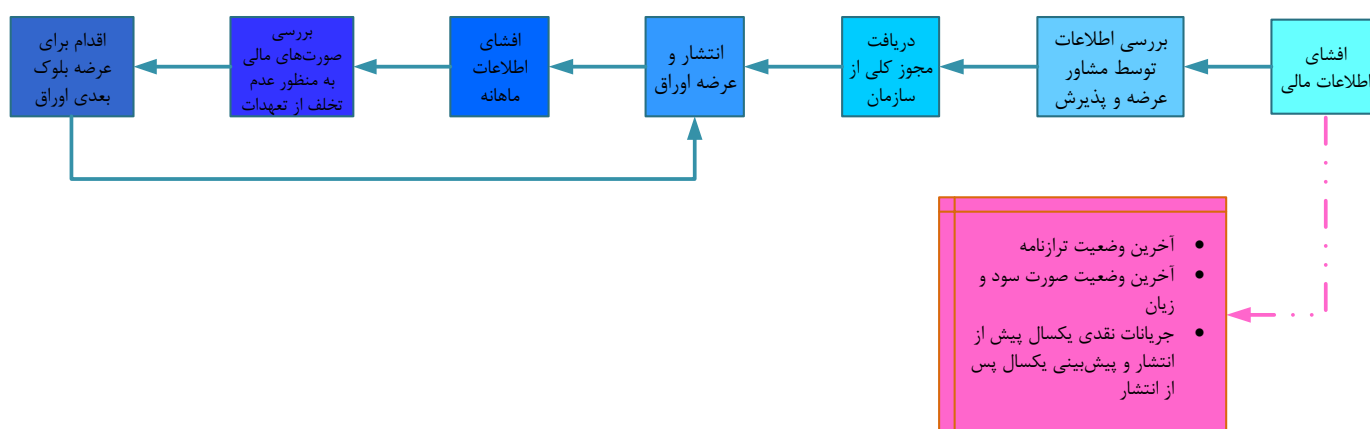 افشای
اطلاعات مالی
بررسی اطلاعات
توسط مشاور
عرضه و پذیرش
دریافت
مجوز کلی از
سازمان
انتشار و
عرضه اوراق
افشای
اطلاعات
ماهانه
بررسی
صورت‌های مالی
به منظور عدم
تخلف از تعهدات
اقدام برای
عرضه بلوک
بعدی اوراق
• آخرین وضعیت ترازنامه
• آخرین وضعیت صورت سود و
زیان
• جریانات نقدی یکسال پیش از
انتشار و پیش‌بینی یکسال پس
از انتشار